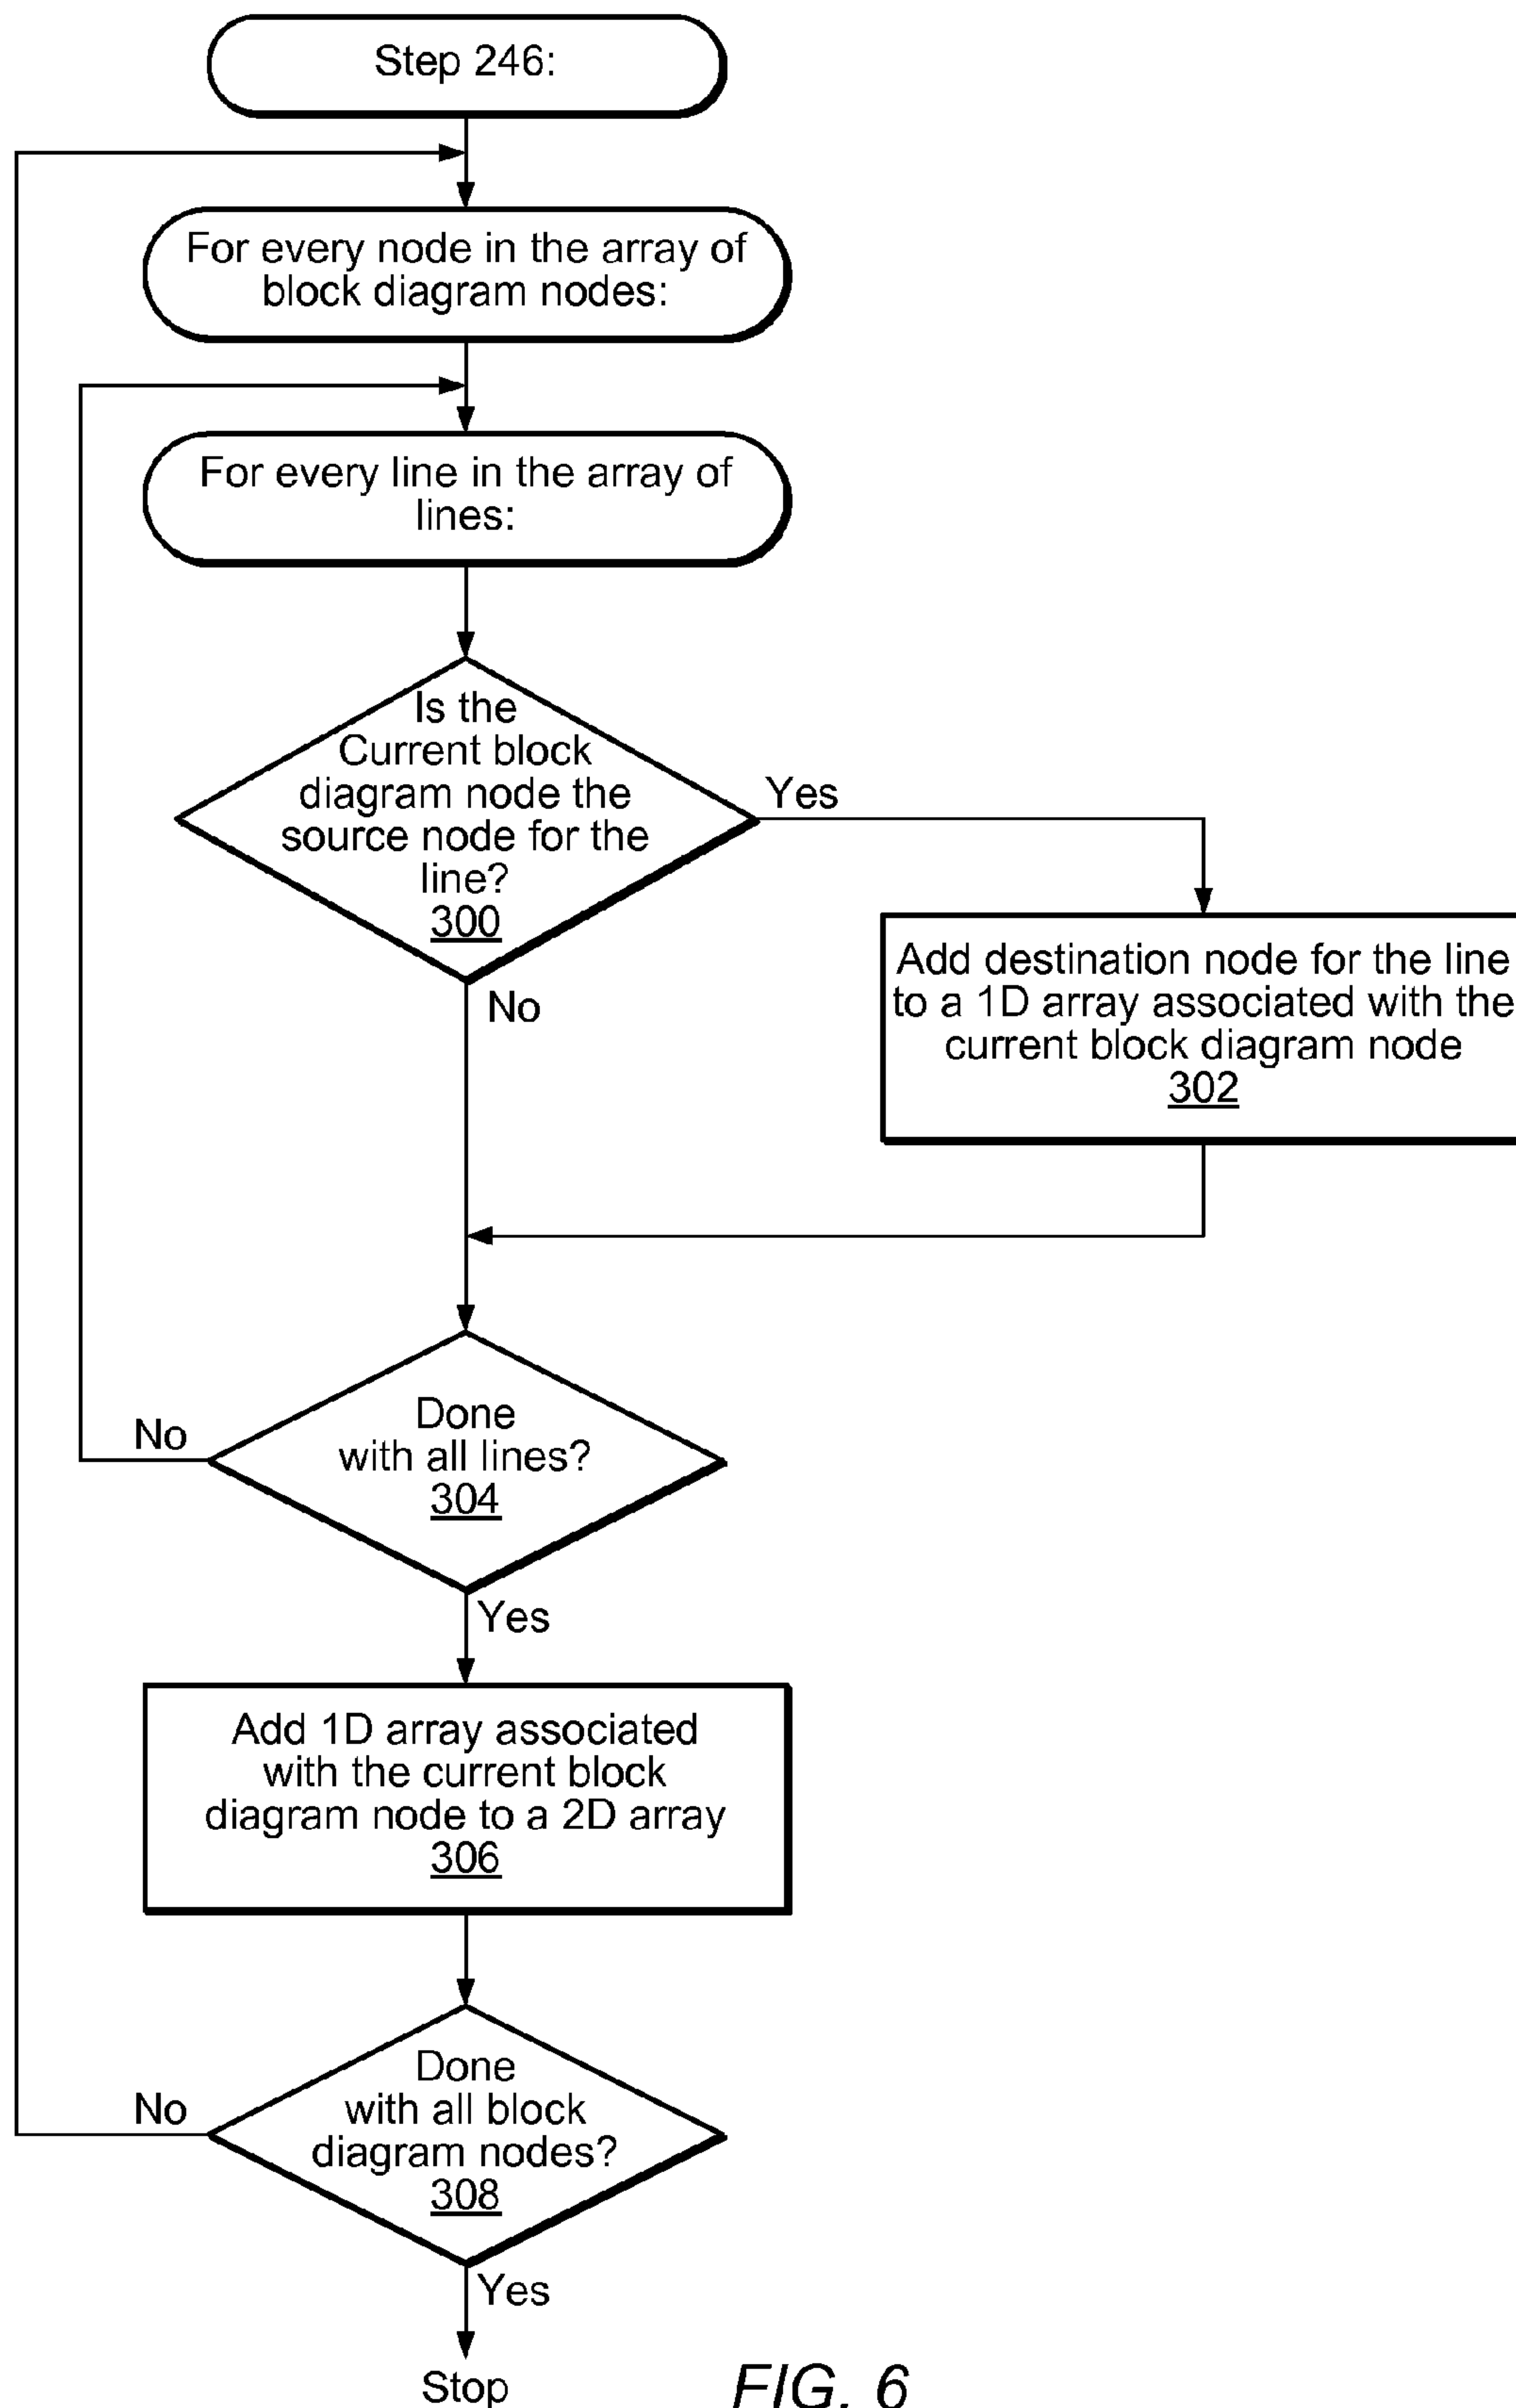 Step 246:
For every node in the array of
block diagram nodes:
For every line in the array of
lines:
Is the
Current block
diagram node the
source node for the
line?
300
Yes
No
Add destination node for the line
to a 1D array associated with the
current block diagram node
302
Done
with all lines?
304
No
Yes
Add 1D array associated
with the current block
diagram node to a 2D array
306
Done
with all block
diagram nodes?
308
No
Yes
Stop
FIG. 6